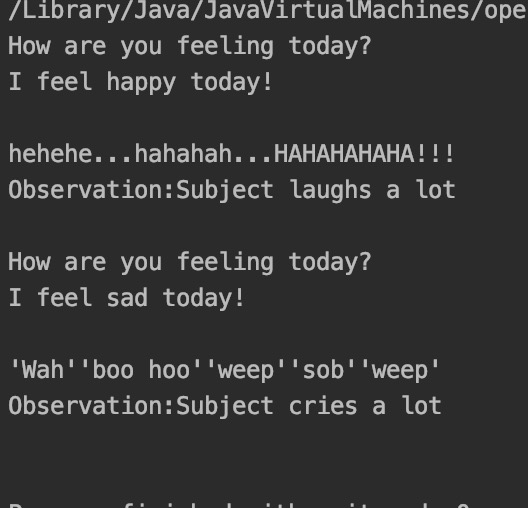 /Library/Java/JavaVirtualMachines/ope
How are you feeling today?
I feel happy today!
hehehe...hahahah...HAHAHAHAHA!!!
Observation:Subject laughs a lot
How are you feeling today?
I feel sad today!
'Wah''boo hoo''weep''sob''weep'
Observation:Subject cries a lot